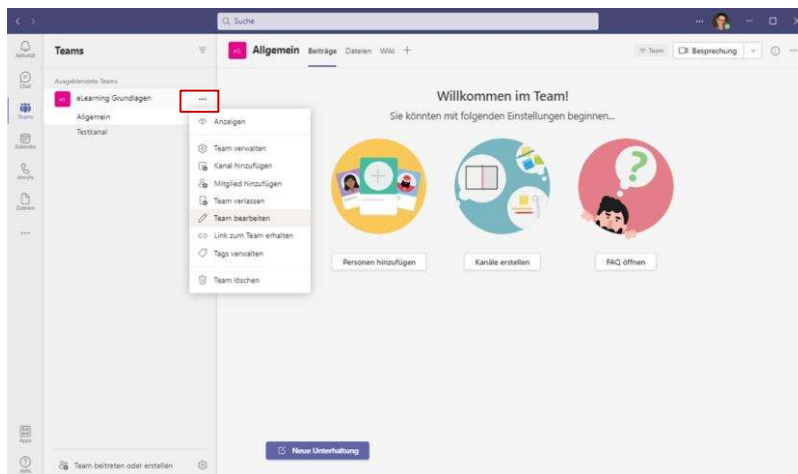 Suche
Aktivität
Chat
Teams
Kalender
Anrufe
Dateien
Apps
Hilfe
Teams
Ausgeblendete Teams
eG eLearning Grundlagen ...
Allgemein
Testkanal
Anzeigen
Team verwalten
Kanal hinzufügen
Mitglied hinzufügen
Team verlassen
Team bearbeiten
Link zum Team erhalten
Tags verwalten
Team löschen
eG Allgemein Beiträge Dateien Wiki +
Team Besprechung
Willkommen im Team!
Sie könnten mit folgenden Einstellungen beginnen...
Personen hinzufügen
Kanäle erstellen
FAQ öffnen
Neue Unterhaltung
Team beitreten oder erstellen